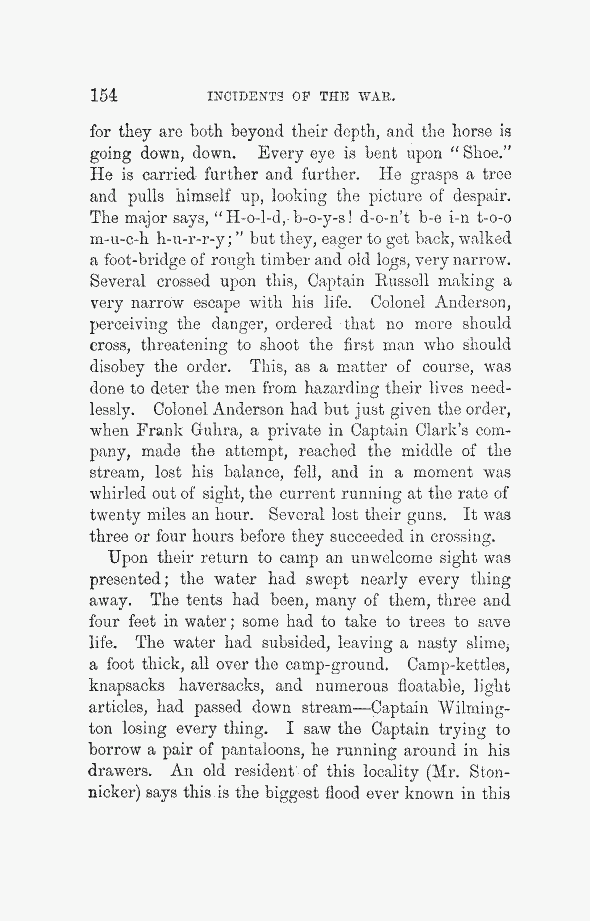 154 INCIDENTS OF THE WAR.
for they are both beyond their depth, and the horse is
going down, down. Every eye is bent upon "Shoe."
He is carried further and further. He grasps a tree
and pulls himself up, looking the picture of despair.
The major says, "H-o-l-d, b-o-y-s! d-o-n't b-e i-n t-o-o
m-u-c-h h-u-r-r-y;" but they, eager to get back, walked
a foot-bridge of rough timber and old logs, very narrow.
Several crossed upon this, Captain Russell making a
very narrow escape with his life. Colonel Anderson,
perceiving the danger, ordered that no more should
cross, threatening to shoot the first man who should
disobey the order. This, as a matter of course, was
done to deter the men from hazarding their lives need-
lessly. Colonel Anderson had but just given the order,
when Frank Guhra, a private in Captain Clark's com-
pany, made the attempt, reached the middle of the
stream, lost his balance, fell, and in a moment was
whirled out of sight, the current running at the rate of
twenty miles an hour. Several lost their guns. It was
three or four hours before they succeeded in crossing.
Upon their return to camp an unwelcome sight was
presented; the water had swept nearly every thing
away. The tents had been, many of them, three and
four feet in water; some had to take to trees to save
life. The water had subsided, leaving a nasty slime,
a foot thick, all over the camp-ground. Camp-kettles,
knapsacks haversacks, and numerous floatable, light
articles, had passed down stream—Captain Wilming-
ton losing every thing. I saw the Captain trying to
borrow a pair of pantaloons, he running around in his
drawers. An old resident of this locality (Mr. Ston-
nicker) says this is the biggest flood ever known in this